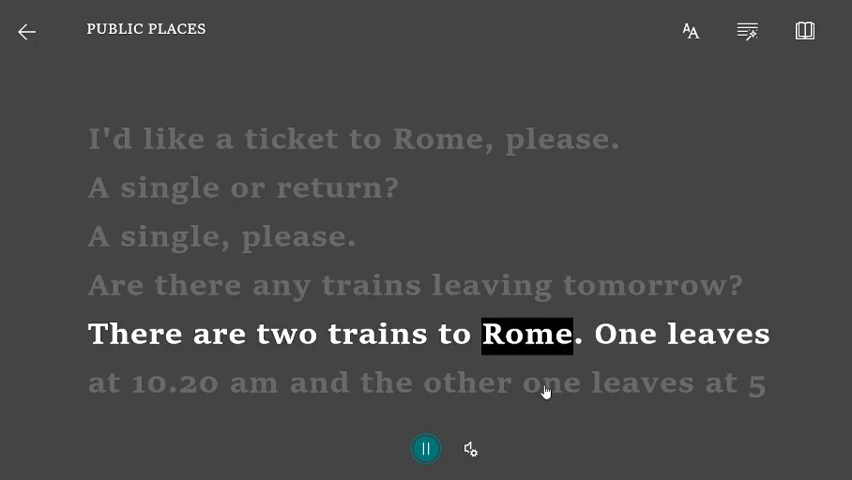 PUBLIC PLACES
I'd like a ticket to Rome, please.
A single or return?
A single, please.
Are there any trains leaving tomorrow?
There are two trains to Rome. One leaves
at 10.20 am and the other one leaves at 5